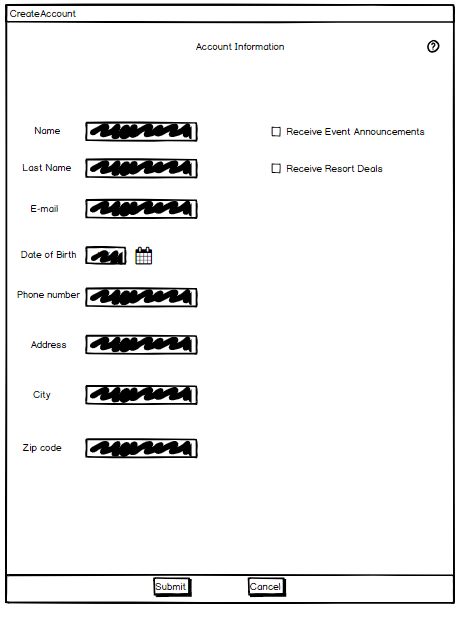 CreateAccount
Account Information
?
Name
Receive Event Announcements
Last Name
Receive Resort Deals
E-mail
Date of Birth
Phone number
Address
City
Zip code
Submit
Cancel